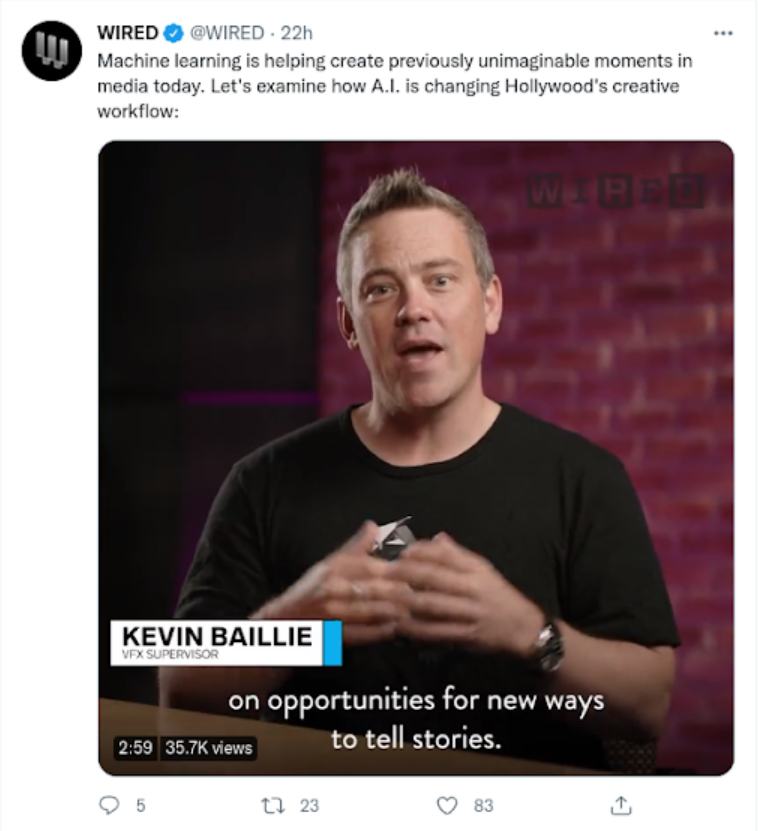 WIRED @WIRED · 22h
Machine learning is helping create previously unimaginable moments in
media today. Let's examine how A.I. is changing Hollywood's creative
workflow:
WIRED
KEVIN BAILLIE
VFX SUPERVISOR
on opportunities for new ways
to tell stories.
2:59 35.7K views
5 23 83